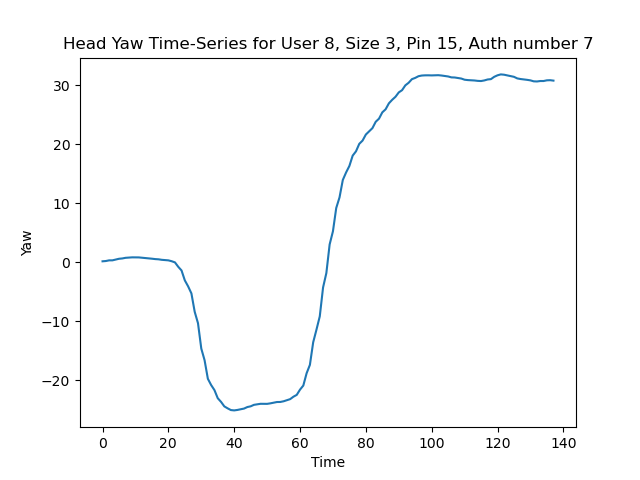 Head Yaw Time-Series for User 8, Size 3, Pin 15, Auth number 7
30
20
10
0
−10
−20
Yaw
0 20 40 60 80 100 120 140
Time